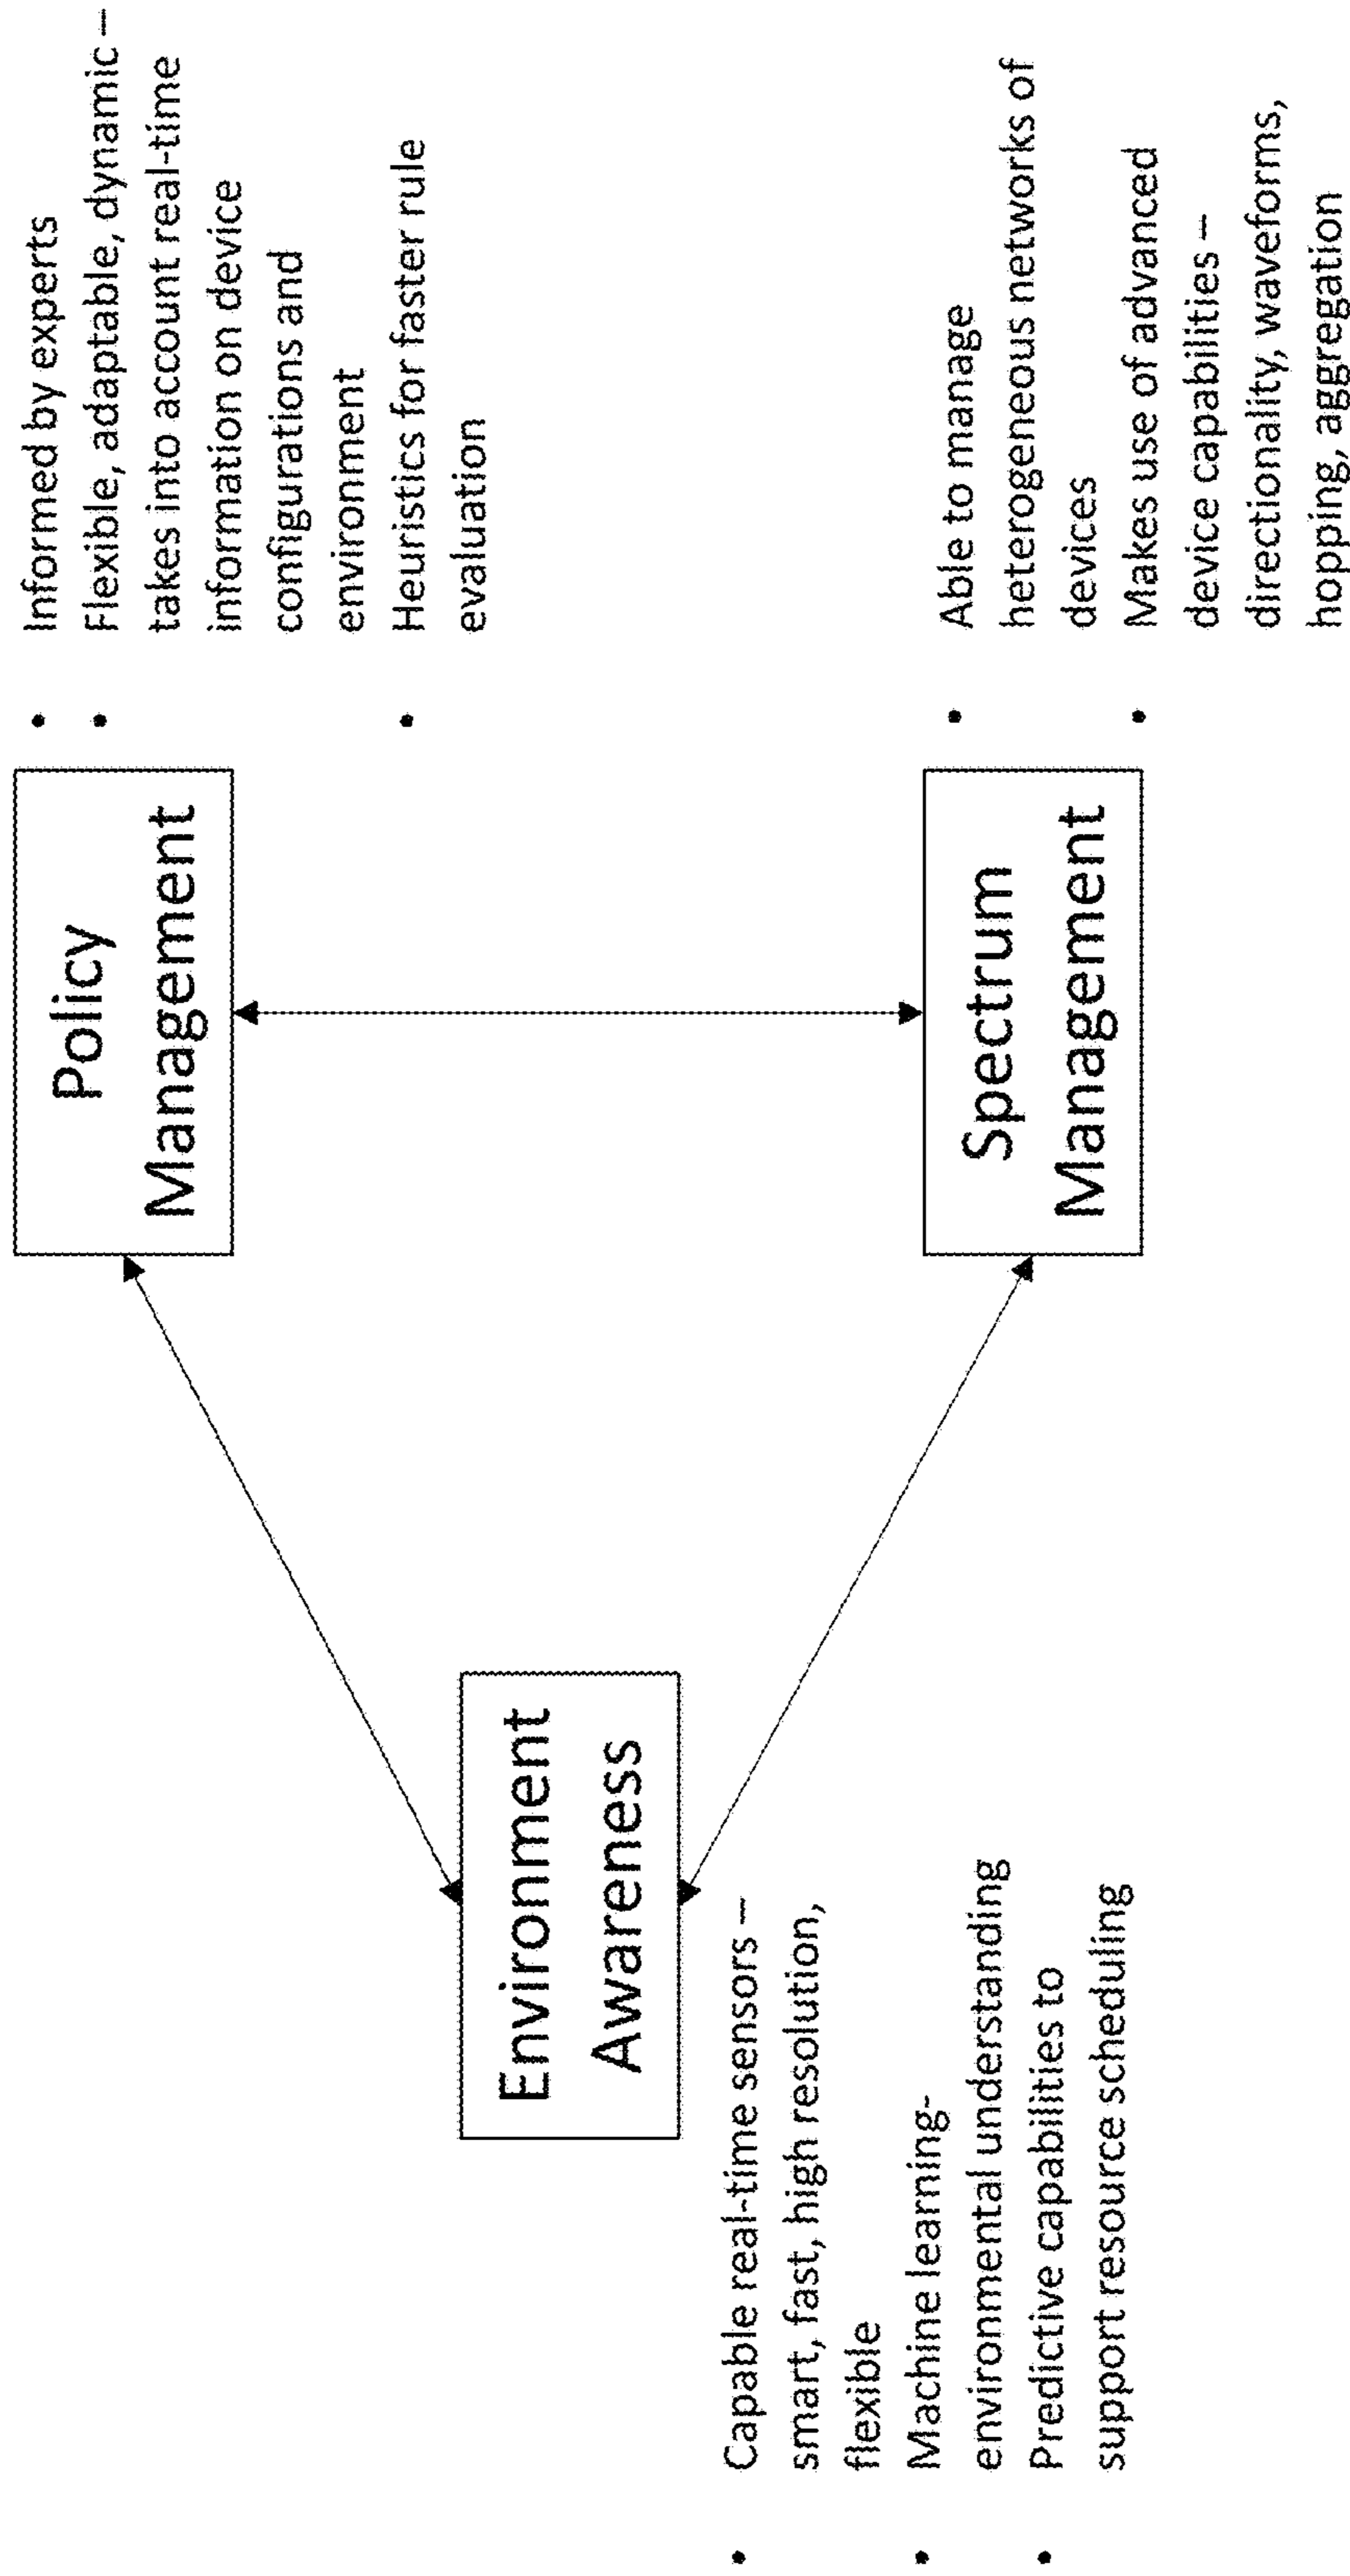 Policy
Management
• Informed by experts
• Flexible, adaptable, dynamic –
takes into account real-time
information on device
configurations and
environment
• Heuristics for faster rule
evaluation
Environment
Awareness
• Capable real-time sensors –
smart, fast, high resolution,
flexible
• Machine learning-
environmental understanding
• Predictive capabilities to
support resource scheduling
Spectrum
Management
• Able to manage
heterogeneous networks of
devices
• Makes use of advanced
device capabilities –
directionality, waveforms,
hopping, aggregation